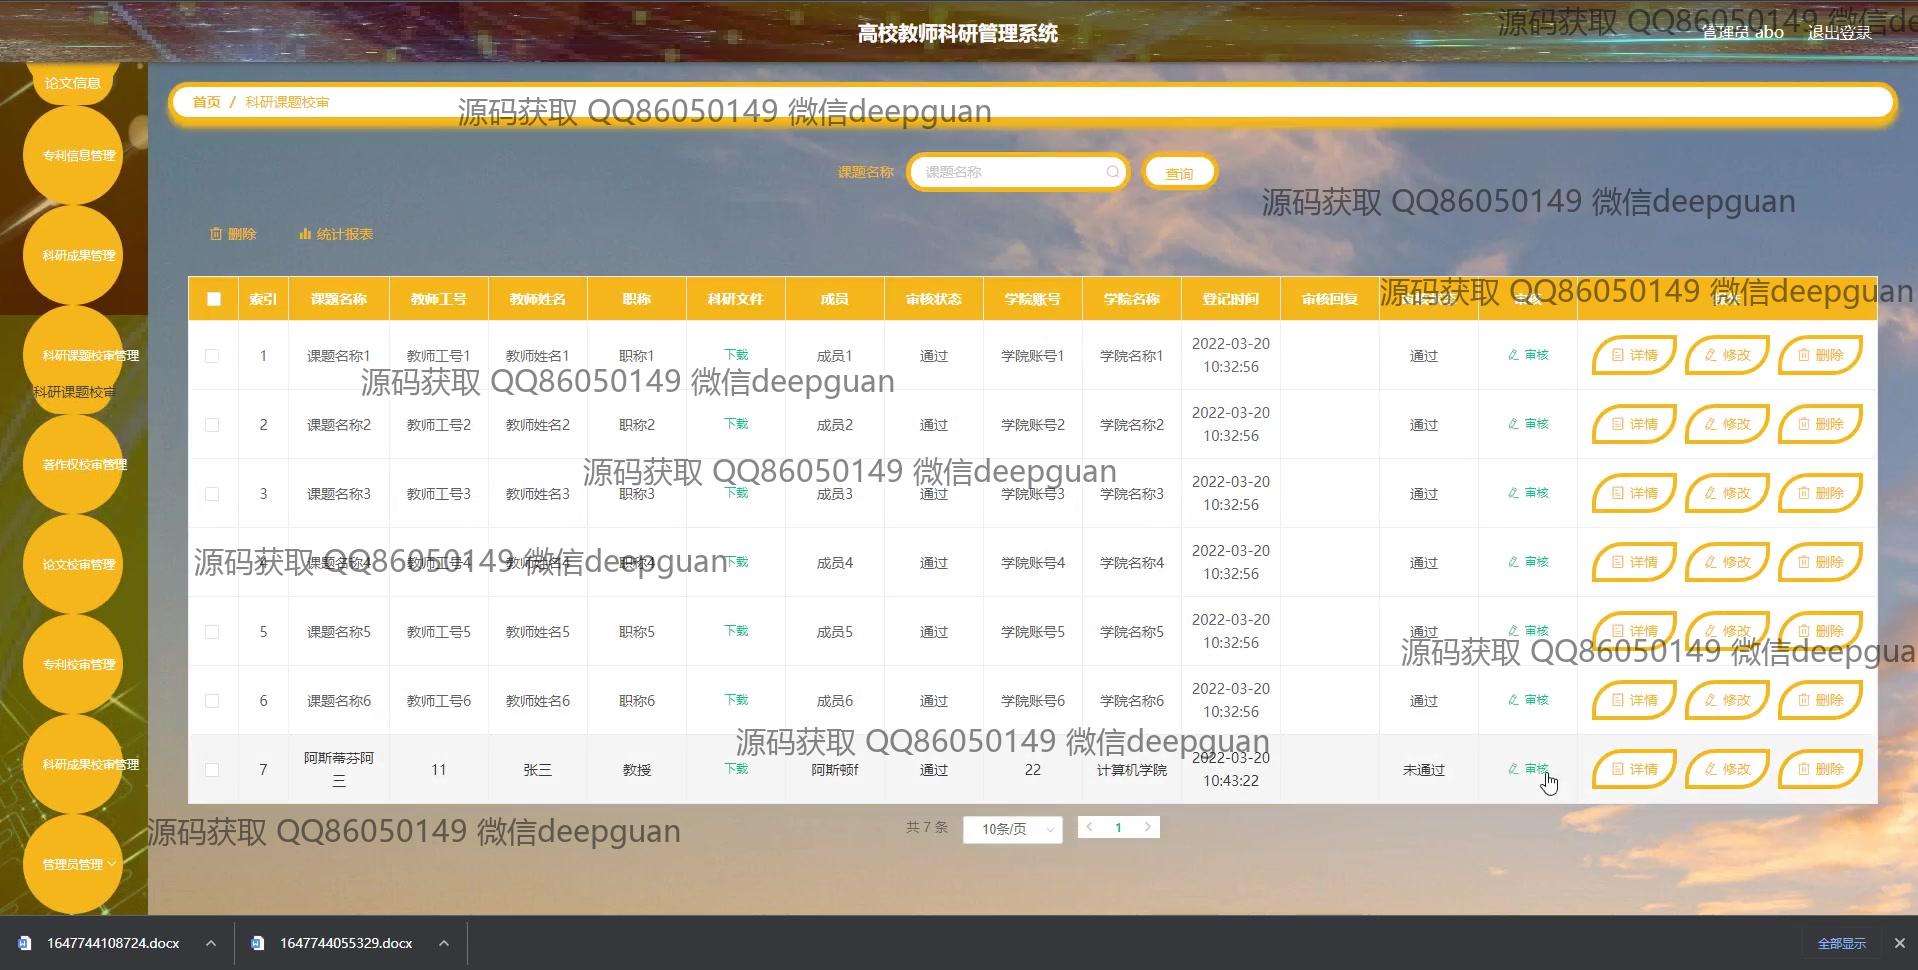 高校教师科研管理系统
管理员 abo
退出登录
源码获取 QQ86050149 微信de
论文信息
专利信息管理
科研成果管理
科研课题校审管理
科研课题校审
著作权校审管理
论文校审管理
专利校审管理
科研成果校审管理
管理员管理
首页 / 科研课题校审
源码获取 QQ86050149 微信deepguan
课题名称 课题名称 查询
源码获取 QQ86050149 微信deepguan
删除 统计报表
索引 课题名称 教师工号 教师姓名 职称 科研文件 成员 审核状态 学院账号 学院名称 登记时间 审核回复 审核
源码获取 QQ86050149 微信deepguan
1 课题名称1 教师工号1 教师姓名1 职称1 下载 成员1 通过 学院账号1 学院名称1 2022-03-20 10:32:56 通过 审核 详情 修改 删除
源码获取 QQ86050149 微信deepguan
2 课题名称2 教师工号2 教师姓名2 职称2 下载 成员2 通过 学院账号2 学院名称2 2022-03-20 10:32:56 通过 审核 详情 修改 删除
源码获取 QQ86050149 微信deepguan
3 课题名称3 教师工号3 教师姓名3 职称3 下载 成员3 通过 学院账号3 学院名称3 2022-03-20 10:32:56 通过 审核 详情 修改 删除
源码获取 QQ86050149 微信deepguan
4 课题名称4 教师工号4 教师姓名4 职称4 下载 成员4 通过 学院账号4 学院名称4 2022-03-20 10:32:56 通过 审核 详情 修改 删除
5 课题名称5 教师工号5 教师姓名5 职称5 下载 成员5 通过 学院账号5 学院名称5 2022-03-20 10:32:56 通过 审核 详情 修改 删除
源码获取 QQ86050149 微信deepgua
6 课题名称6 教师工号6 教师姓名6 职称6 下载 成员6 通过 学院账号6 学院名称6 2022-03-20 10:32:56 通过 审核 详情 修改 删除
源码获取 QQ86050149 微信deepguan
7 阿斯蒂芬阿三 11 张三 教授 下载 阿斯顿f 通过 22 计算机学院 2022-03-20 10:43:22 未通过 审核 详情 修改 删除
共 7 条 10条/页 1
源码获取 QQ86050149 微信deepguan
1647744108724.docx
1647744055329.docx
全部显示